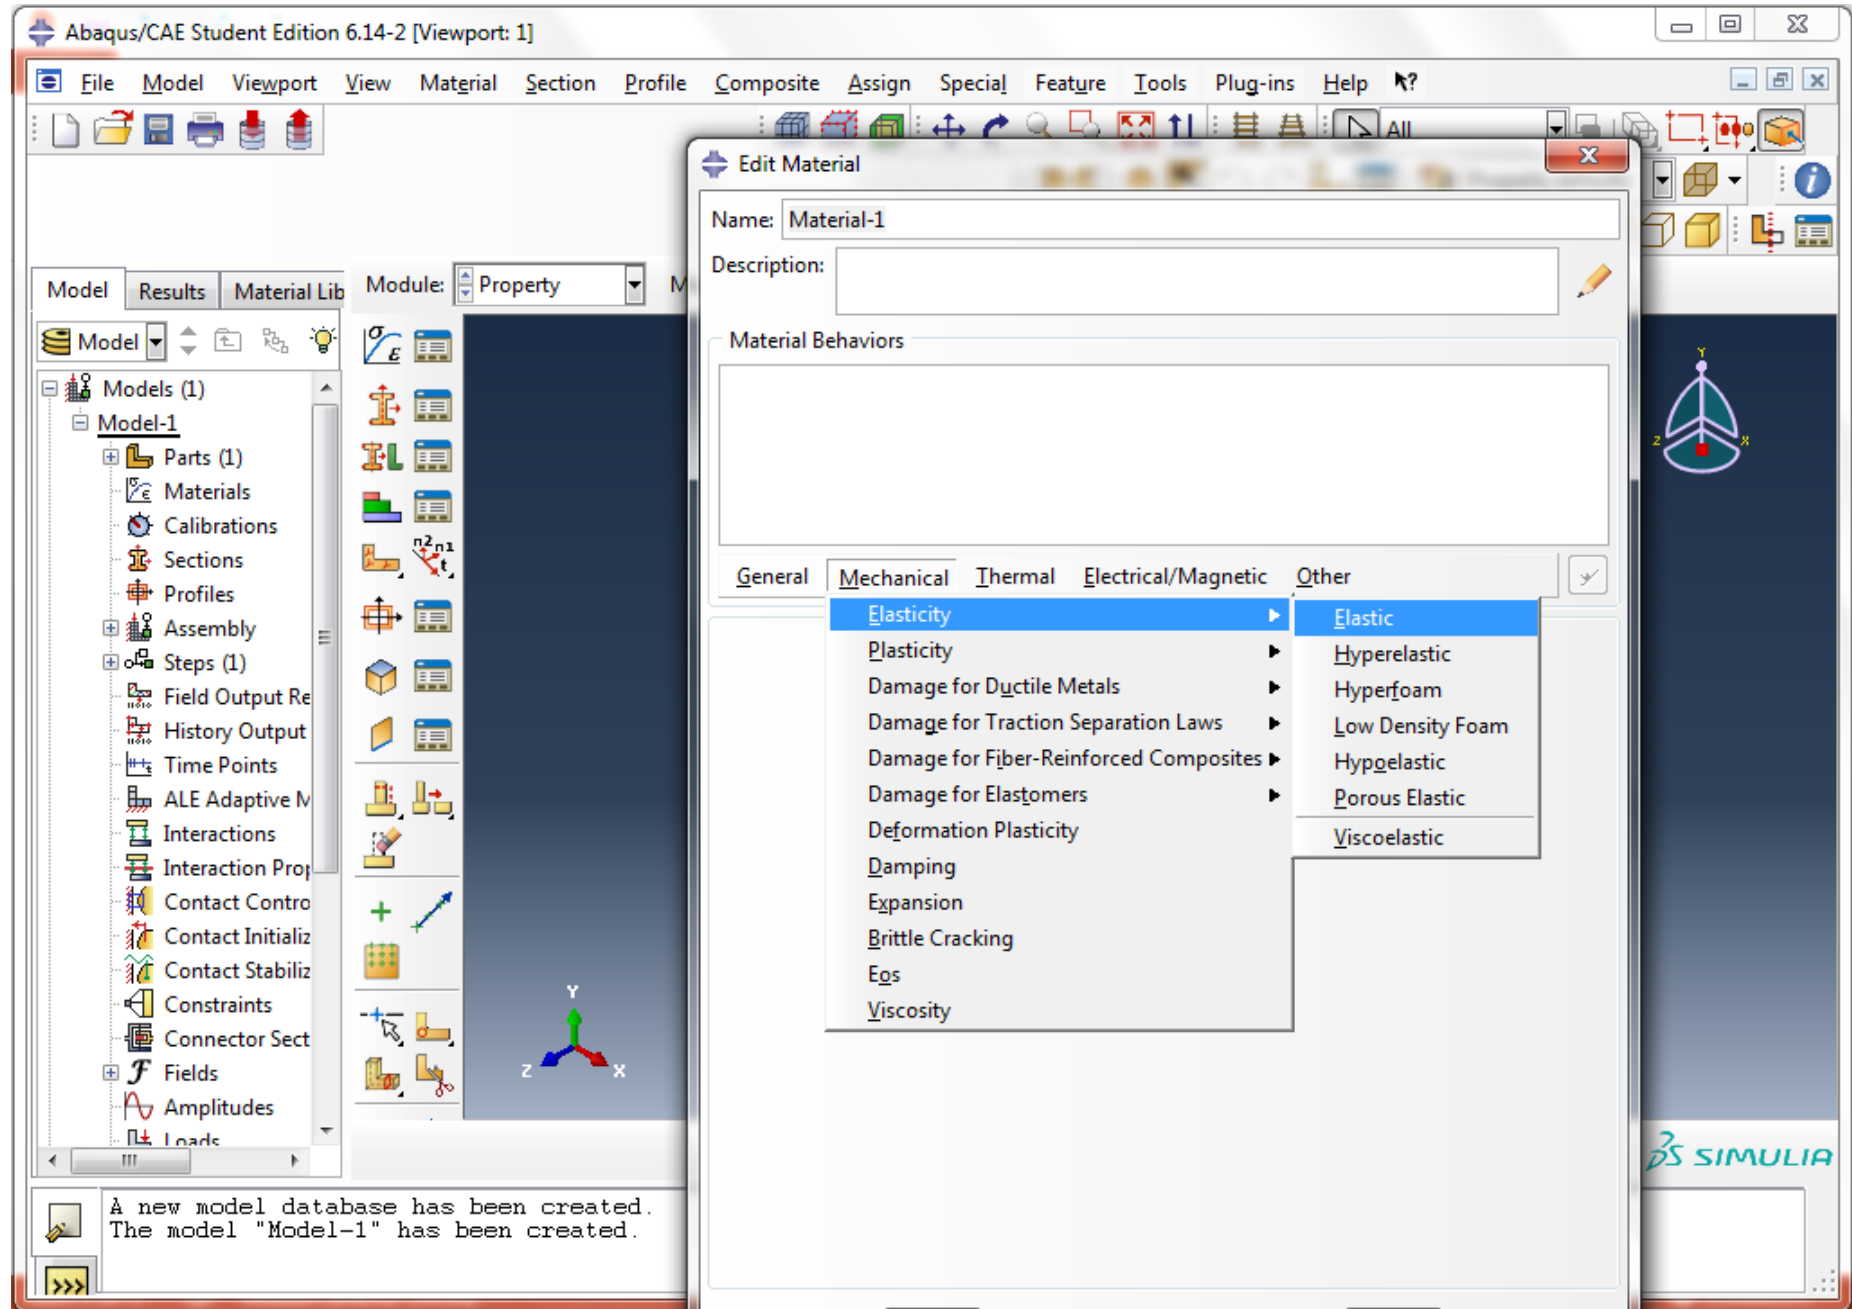 Abaqus/CAE Student Edition 6.14-2 [Viewport: 1]
File Model Viewport View Material Section Profile Composite Assign Special Feature Tools Plug-ins Help
All
Edit Material
Name: Material-1
Description:
Model Results Material Lib
Module: Property
M
Model
Material Behaviors
Models (1)
Model-1
Parts (1)
Materials
Calibrations
Sections
Profiles
Assembly
Steps (1)
Field Output Re
History Output
Time Points
ALE Adaptive M
Interactions
Interaction Prop
Contact Contro
Contact Initializ
Contact Stabiliz
Constraints
Connector Sect
Fields
Amplitudes
Loads
σ
ε
n2 n1
t
General Mechanical Thermal Electrical/Magnetic Other
Elasticity
Plasticity
Damage for Ductile Metals
Damage for Traction Separation Laws
Damage for Fiber-Reinforced Composites
Damage for Elastomers
Deformation Plasticity
Damping
Expansion
Brittle Cracking
Eos
Viscosity
Elastic
Hyperelastic
Hyperfoam
Low Density Foam
Hypoelastic
Porous Elastic
Viscoelastic
Y
Z X
Y
Z X
SIMULIA
A new model database has been created.
The model "Model-1" has been created.
>>>